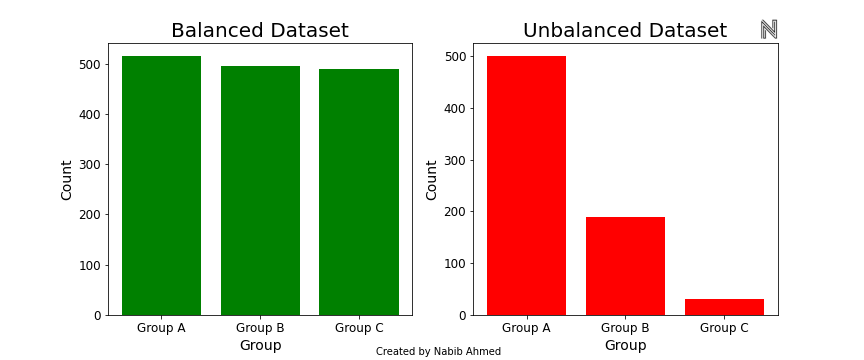 Balanced Dataset
500
400
300
200
100
0
Count
Group A
Group B
Group C
Group
Unbalanced Dataset
N
500
400
300
200
100
0
Count
Group A
Group B
Group C
Group
Created by Nabib Ahmed